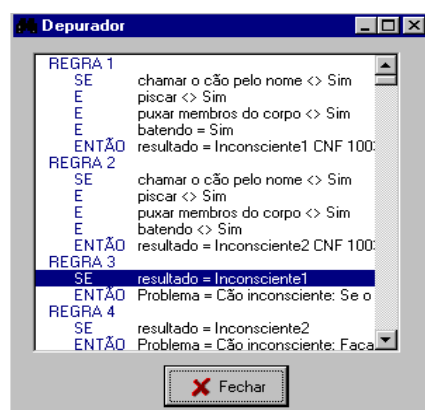 Depurador
REGRA 1
SE chamar o cão pelo nome <> Sim
E piscar <> Sim
E puxar membros do corpo <> Sim
E batendo = Sim
ENTÃO resultado = Inconsciente1 CNF 100
REGRA 2
SE chamar o cão pelo nome <> Sim
E piscar <> Sim
E puxar membros do corpo <> Sim
E batendo <> Sim
ENTÃO resultado = Inconsciente2 CNF 100
REGRA 3
SE resultado = Inconsciente1
ENTÃO Problema = Cão inconsciente: Se o
REGRA 4
SE resultado = Inconsciente2
ENTÃO Problema = Cão inconsciente: Faca
Fechar